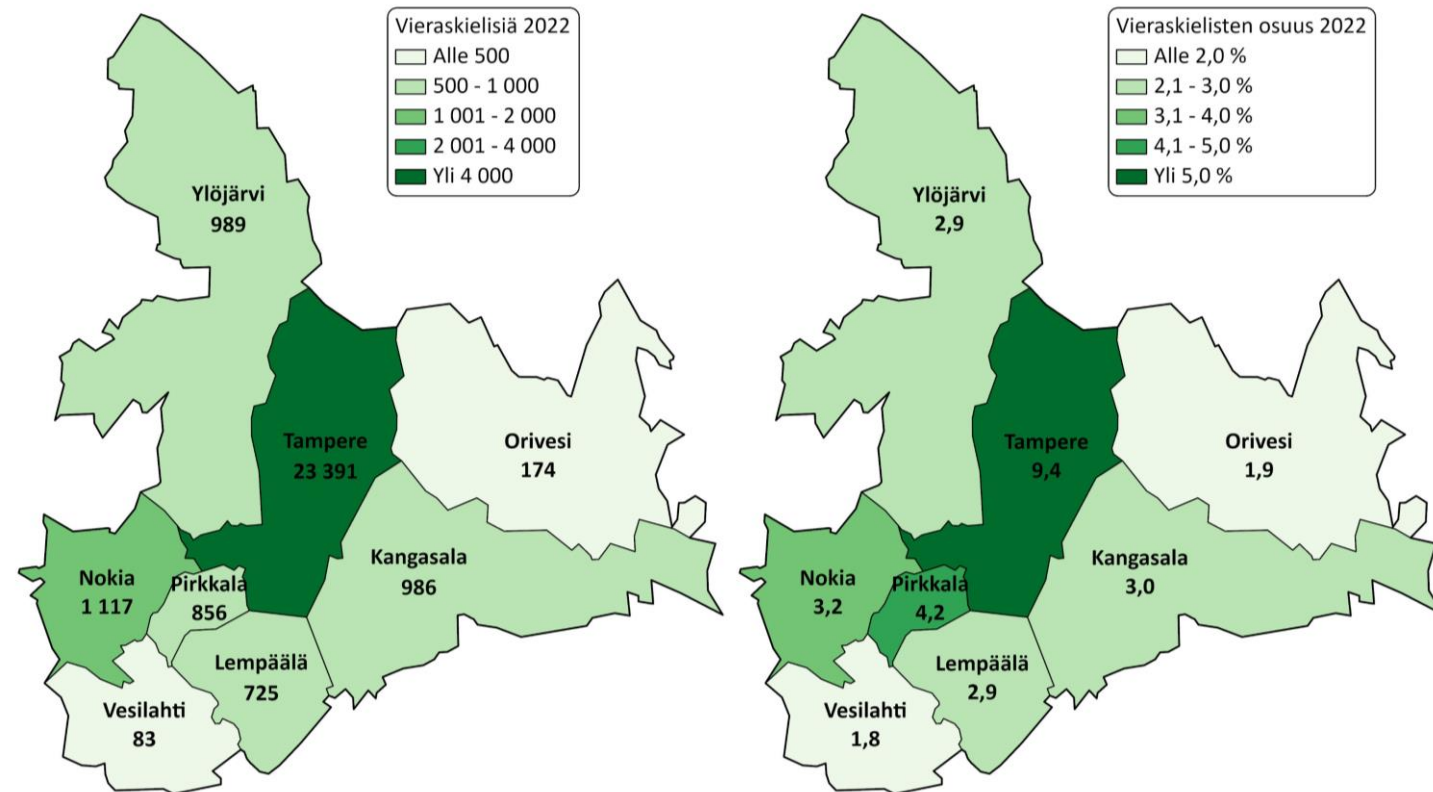 Vieraskielisiä 2022
Alle 500
500 - 1 000
1 001 - 2 000
2 001 - 4 000
Yli 4 000
Ylöjärvi
989
Tampere
23 391
Orivesi
174
Kangasala
986
Nokia
1 117
Pirkkala
856
Lempäälä
725
Vesilahti
83
Vieraskielisten osuus 2022
Alle 2,0 %
2,1 - 3,0 %
3,1 - 4,0 %
4,1 - 5,0 %
Yli 5,0 %
Ylöjärvi
2,9
Tampere
9,4
Orivesi
1,9
Kangasala
3,0
Nokia
3,2
Pirkkala
4,2
Lempäälä
2,9
Vesilahti
1,8